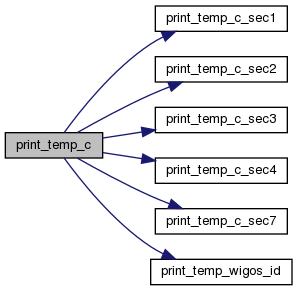 print_temp_c_sec1
print_temp_c_sec2
print_temp_c_sec3
print_temp_c
print_temp_c_sec4
print_temp_c_sec7
print_temp_wigos_id